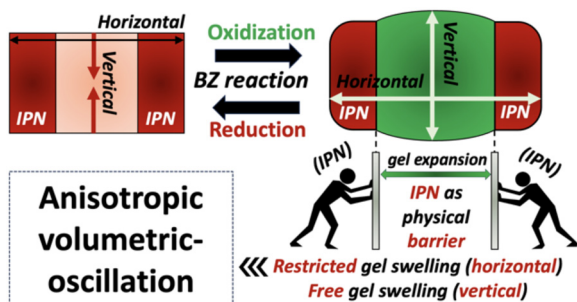 Horizontal
Vertical
IPN
IPN
Oxidization
BZ reaction
Reduction
Vertical
Horizontal
IPN
IPN
(IPN)
gel expansion
(IPN)
IPN as
physical
barrier
Anisotropic
volumetric-
oscillation
<<< Restricted gel swelling (horizontal)
Free gel swelling (vertical)